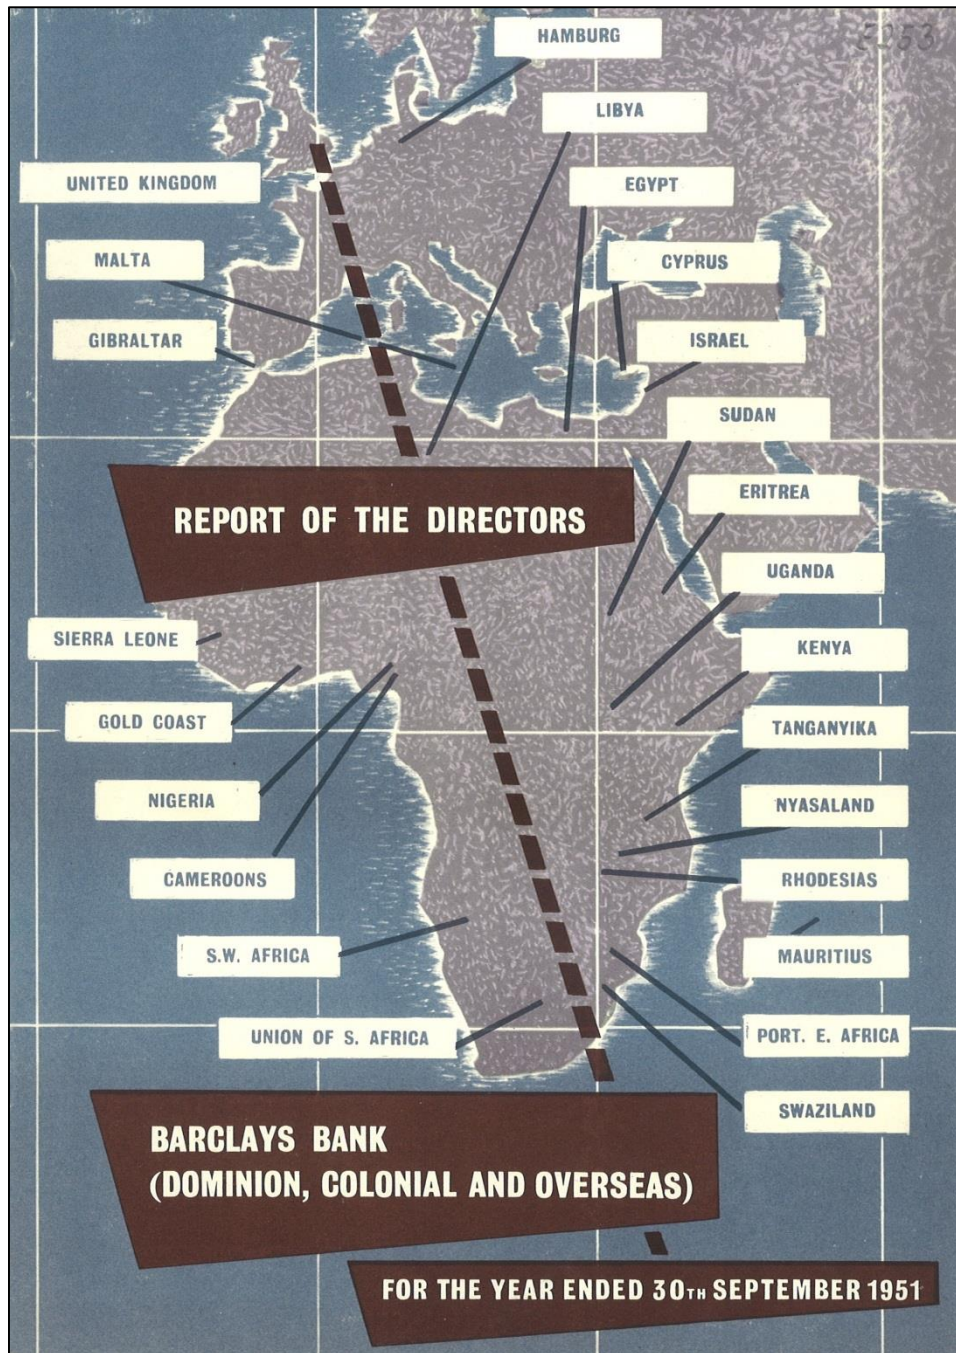 HAMBURG
5253
LIBYA
UNITED KINGDOM
EGYPT
MALTA
CYPRUS
GIBRALTAR
ISRAEL
SUDAN
ERITREA
REPORT OF THE DIRECTORS
UGANDA
SIERRA LEONE
KENYA
GOLD COAST
TANGANYIKA
NIGERIA
NYASALAND
CAMEROONS
RHODESIAS
S.W. AFRICA
MAURITIUS
UNION OF S. AFRICA
PORT. E. AFRICA
SWAZILAND
BARCLAYS BANK
(DOMINION, COLONIAL AND OVERSEAS)
FOR THE YEAR ENDED 30TH SEPTEMBER 1951